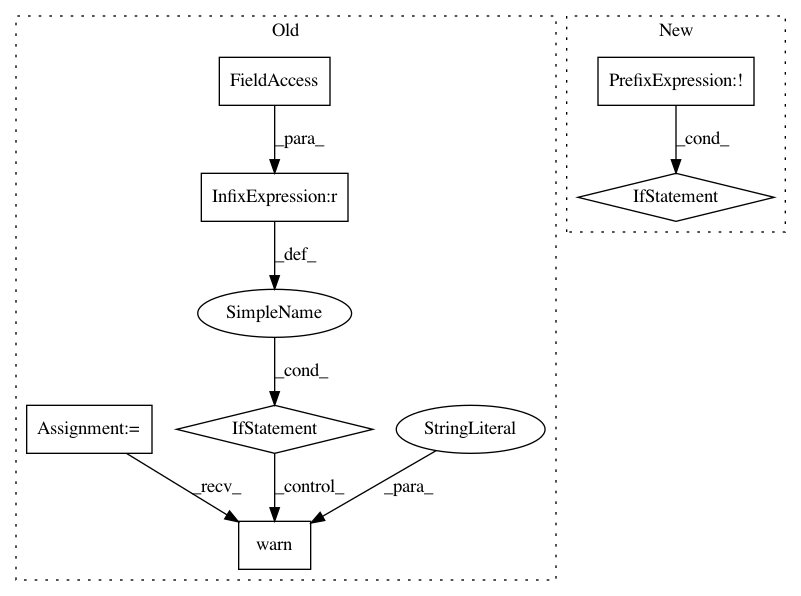 Old
New
FieldAccess
PrefixExpression:!
_para_
_cond_
InfixExpression:r
IfStatement
_def_
SimpleName
_cond_
Assignment:=
IfStatement
StringLiteral
_recv_
_control_
_para_
warn